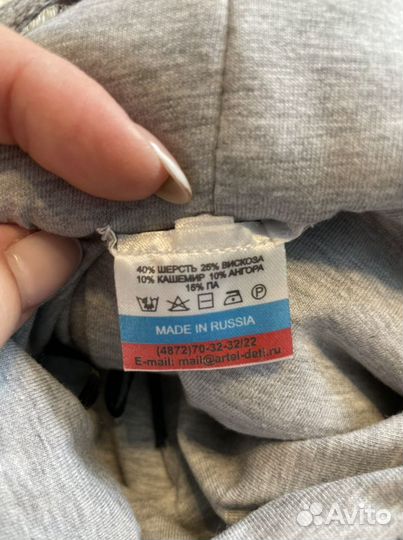 40% ШЕРСТЬ 25% ВИСКОЗА
10% КАШЕМИР 10% АНГОРА
15% ПА
P
MADE IN RUSSIA
(4872)70-32-32/22
E-mail: mail@artel-deti.ru
Avito